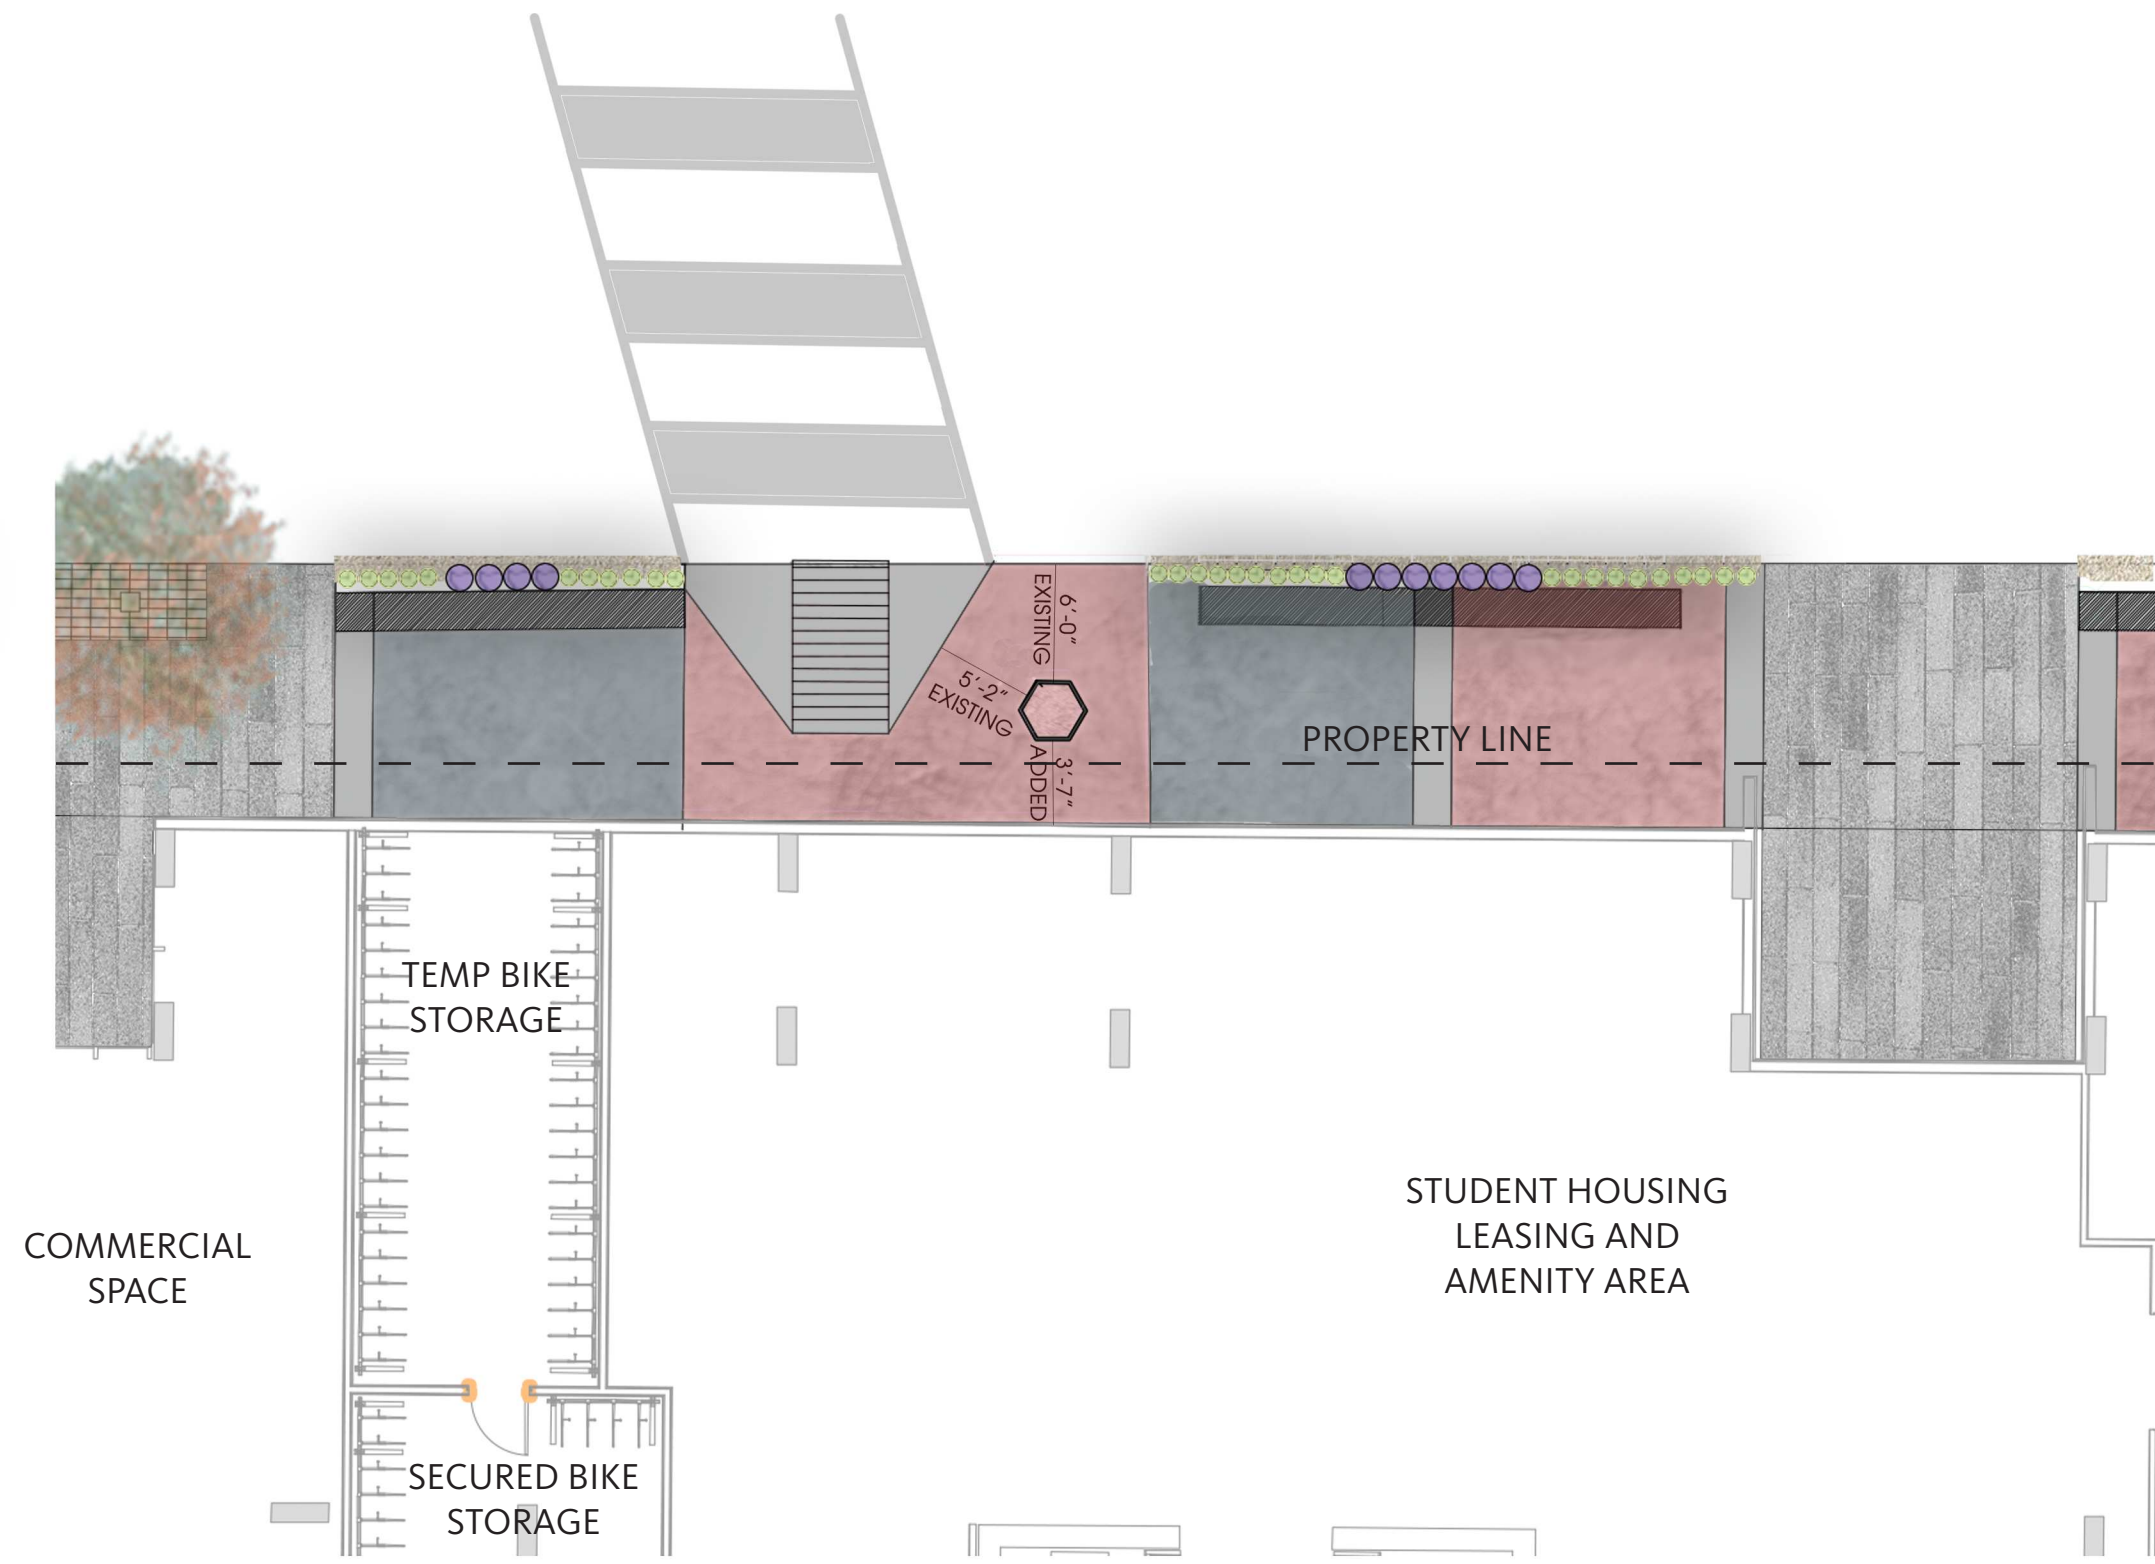 6'-0"
EXISTING
5'-2"
EXISTING
3'-7"
ADDED
PROPERTY LINE
TEMP BIKE
STORAGE
STUDENT HOUSING
LEASING AND
AMENITY AREA
COMMERCIAL
SPACE
SECURED BIKE
STORAGE